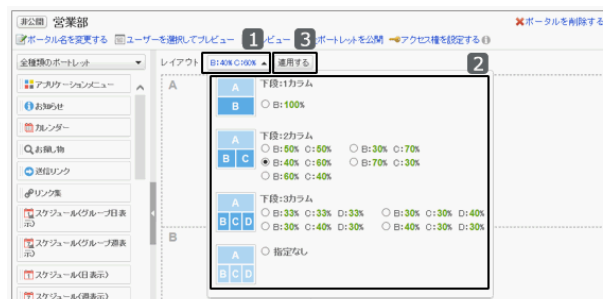 非公開 営業部
✖ポータルを削除する
ポータル名を変更する ユーザーを選択してプレビュー 1 レビュー 3 ポートレットを公開 アクセス権を設定する
全種類のポートレット
レイアウト B:40% C:60% 適用する
2
アプリケーションメニュー
お知らせ
カレンダー
お探し物
送信リンク
リンク集
スケジュール(グループ日表示)
スケジュール(グループ週表示)
スケジュール(日表示)
スケジュール(週表示)
A
B
A
B
下段:1カラム
B:100%
A
B C
下段:2カラム
B:50% C:50% B:30% C:70%
B:40% C:60% B:70% C:30%
B:60% C:40%
A
B C D
下段:3カラム
B:33% C:33% D:33% B:30% C:30% D:40%
B:30% C:40% D:30% B:40% C:30% D:30%
A
B C D
指定なし